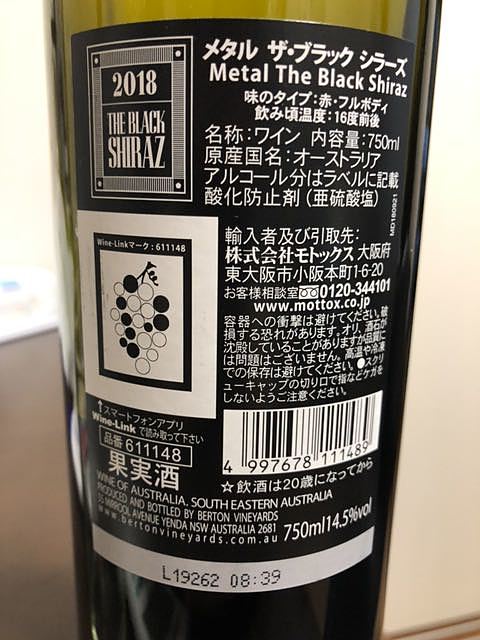 メタル ザ・ブラック シラーズ
Metal The Black Shiraz
2018
THE BLACK
SHIRAZ
味のタイプ：赤・フルボディ
飲み頃温度：16度前後
名称：ワイン 内容量：750ml
原産国名：オーストラリア
アルコール分はラベルに記載
酸化防止剤（亜硫酸塩）
MD180921
Wine-Linkマーク：611148
輸入者及び引取先：
株式会社モトックス 大阪府
東大阪市小阪本町1-6-20
お客様相談室 0120-344101
www.mottox.co.jp
容器への衝撃は避けてください。破
損する恐れがあります。オリ、酒石が
沈殿していることがありますが品質に
は問題はございません。高温や冷凍
での保存は避けてください。●スクリ
ューキャップの切り口で指などケガを
しないようご注意ください。
↑スマートフォンアプリ
Wine-Linkで読み取って下さい
品番 611148
果実酒
4 997678 111489
☆飲酒は20歳になってから
WINE OF AUSTRALIA. SOUTH EASTERN AUSTRALIA
PRODUCED AND BOTTLED BY BERTON VINEYARDS
55 MIRROOL AVENUE YENDA NSW AUSTRALIA 2681
www.bertonvineyards.com.au
750ml14.5%vol
L19262 08:39